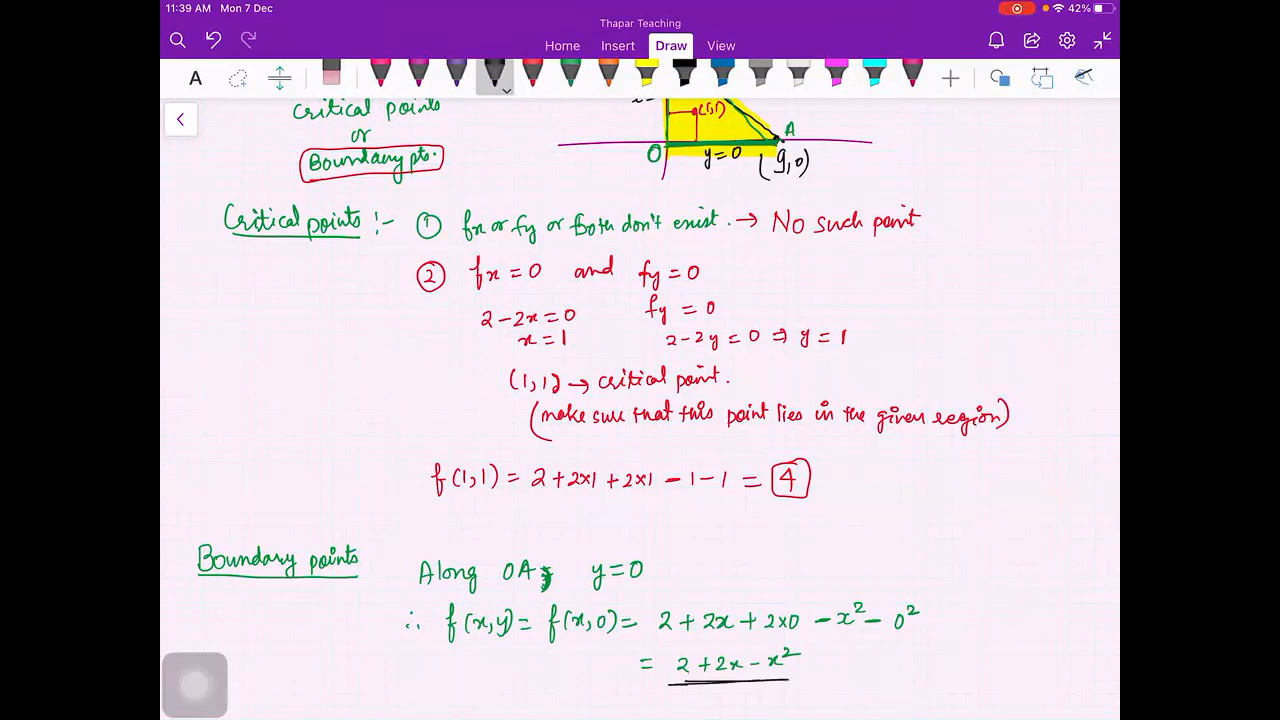 11:39 AM Mon 7 Dec
42%
Thapar Teaching
Home Insert Draw View
A
Critical points
or
Boundary pts.
(1,1)
A
O
y=0
(9,0)
Critical points :- ① fx or fy or Both don't exist. → No such point
② fx = 0 and fy = 0
2-2x = 0
x = 1
fy = 0
2-2y = 0 ⇒ y = 1
(1,1) → critical point.
(make sure that this point lies in the given region)
f(1,1) = 2 + 2×1 + 2×1 - 1 - 1 = 4
Boundary points
Along OA, y=0
∴ f(x,y) = f(x,0) = 2 + 2x + 2×0 - x² - 0²
= 2 + 2x - x²